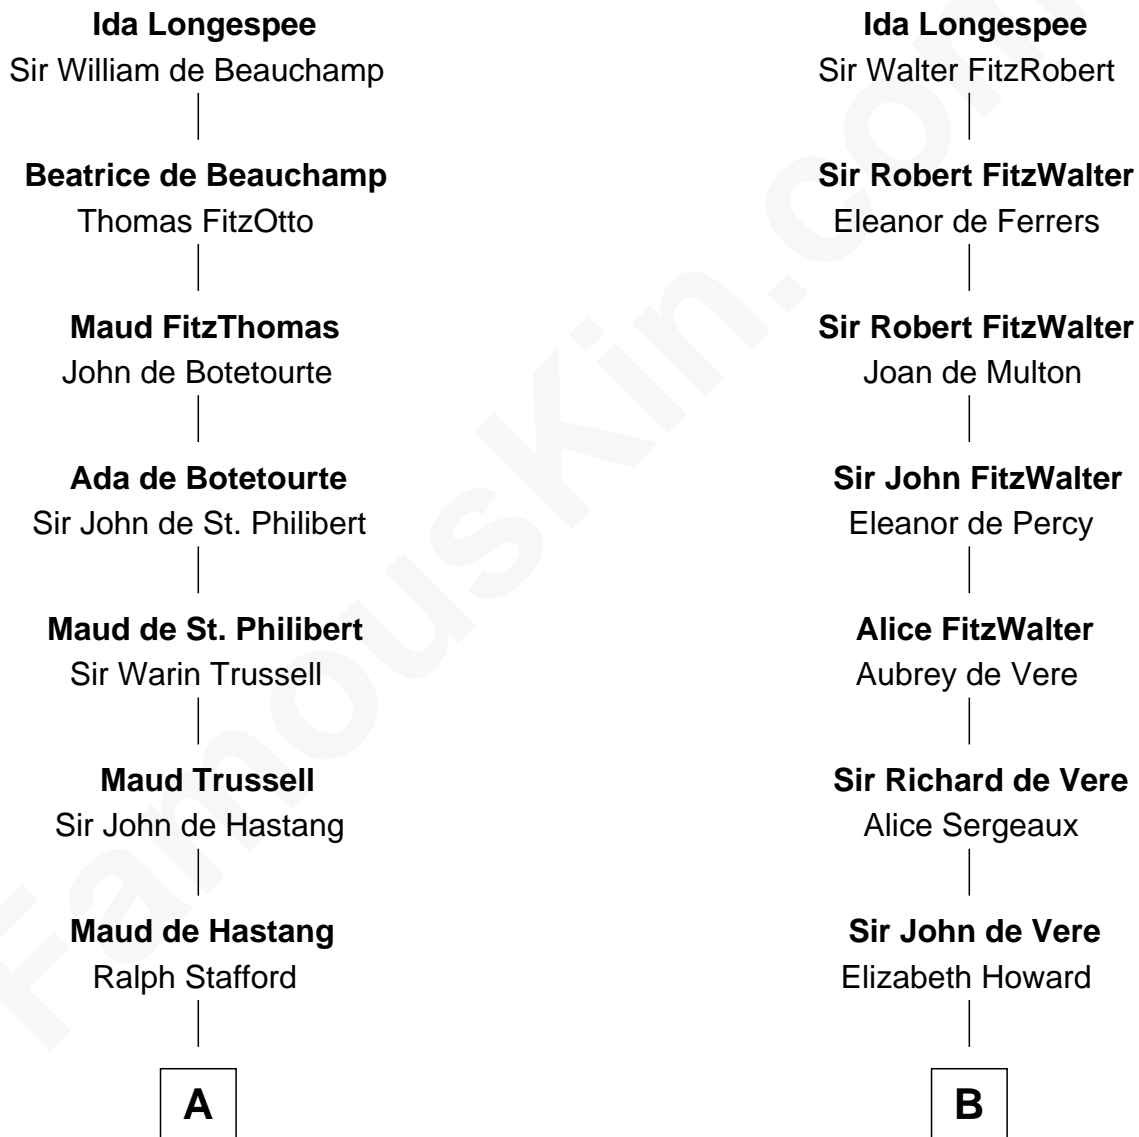 Ida Longespee
Sir William de Beauchamp
Beatrice de Beauchamp
Thomas FitzOtto
Maud FitzThomas
John de Botetourte
Ada de Botetourte
Sir John de St. Philibert
Maud de St. Philibert
Sir Warin Trussell
Maud Trussell
Sir John de Hastang
Maud de Hastang
Ralph Stafford
A
Ida Longespee
Sir Walter FitzRobert
Sir Robert FitzWalter
Eleanor de Ferrers
Sir Robert FitzWalter
Joan de Multon
Sir John FitzWalter
Eleanor de Percy
Alice FitzWalter
Aubrey de Vere
Sir Richard de Vere
Alice Sergeaux
Sir John de Vere
Elizabeth Howard
B
FamousKin.com